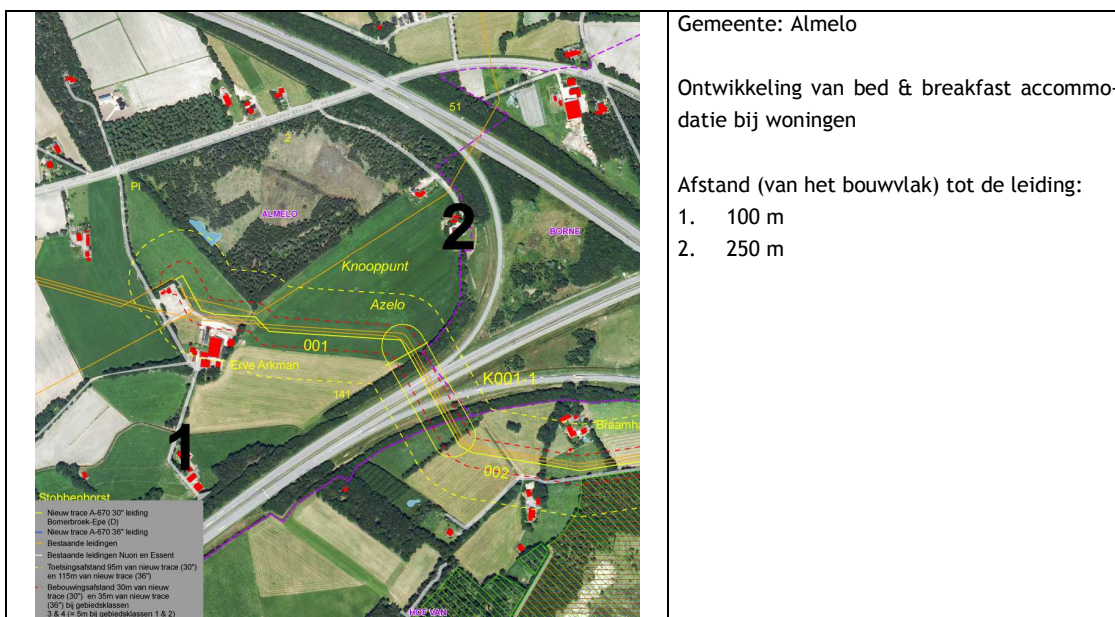 Gemeente: Almelo
Ontwikkeling van bed & breakfast accommo-
datie bij woningen
Afstand (van het bouwvlak) tot de leiding:
1. 100 m
2. 250 m
51
2
PI
ALMELO
2
BORNE
Knooppunt
Azelo
001
Erve Arkman
K001-1
141
1
Braamha
002
Stobbenhorst
Nieuw trace A-670 30" leiding
Bornerbroek-Epe (D)
Nieuw trace A-670 36" leiding
Bestaande leidingen
Bestaande leidingen Nuon en Essent
Toetsingsafstand 95m van nieuw trace (30")
en 115m van nieuw trace (36")
Bebouwingsafstand 30m van nieuw
trace (30") en 35m van nieuw trace
(36") bij gebiedsklassen
3 & 4 (= 5m bij gebiedsklassen 1 & 2)
HOF VAN